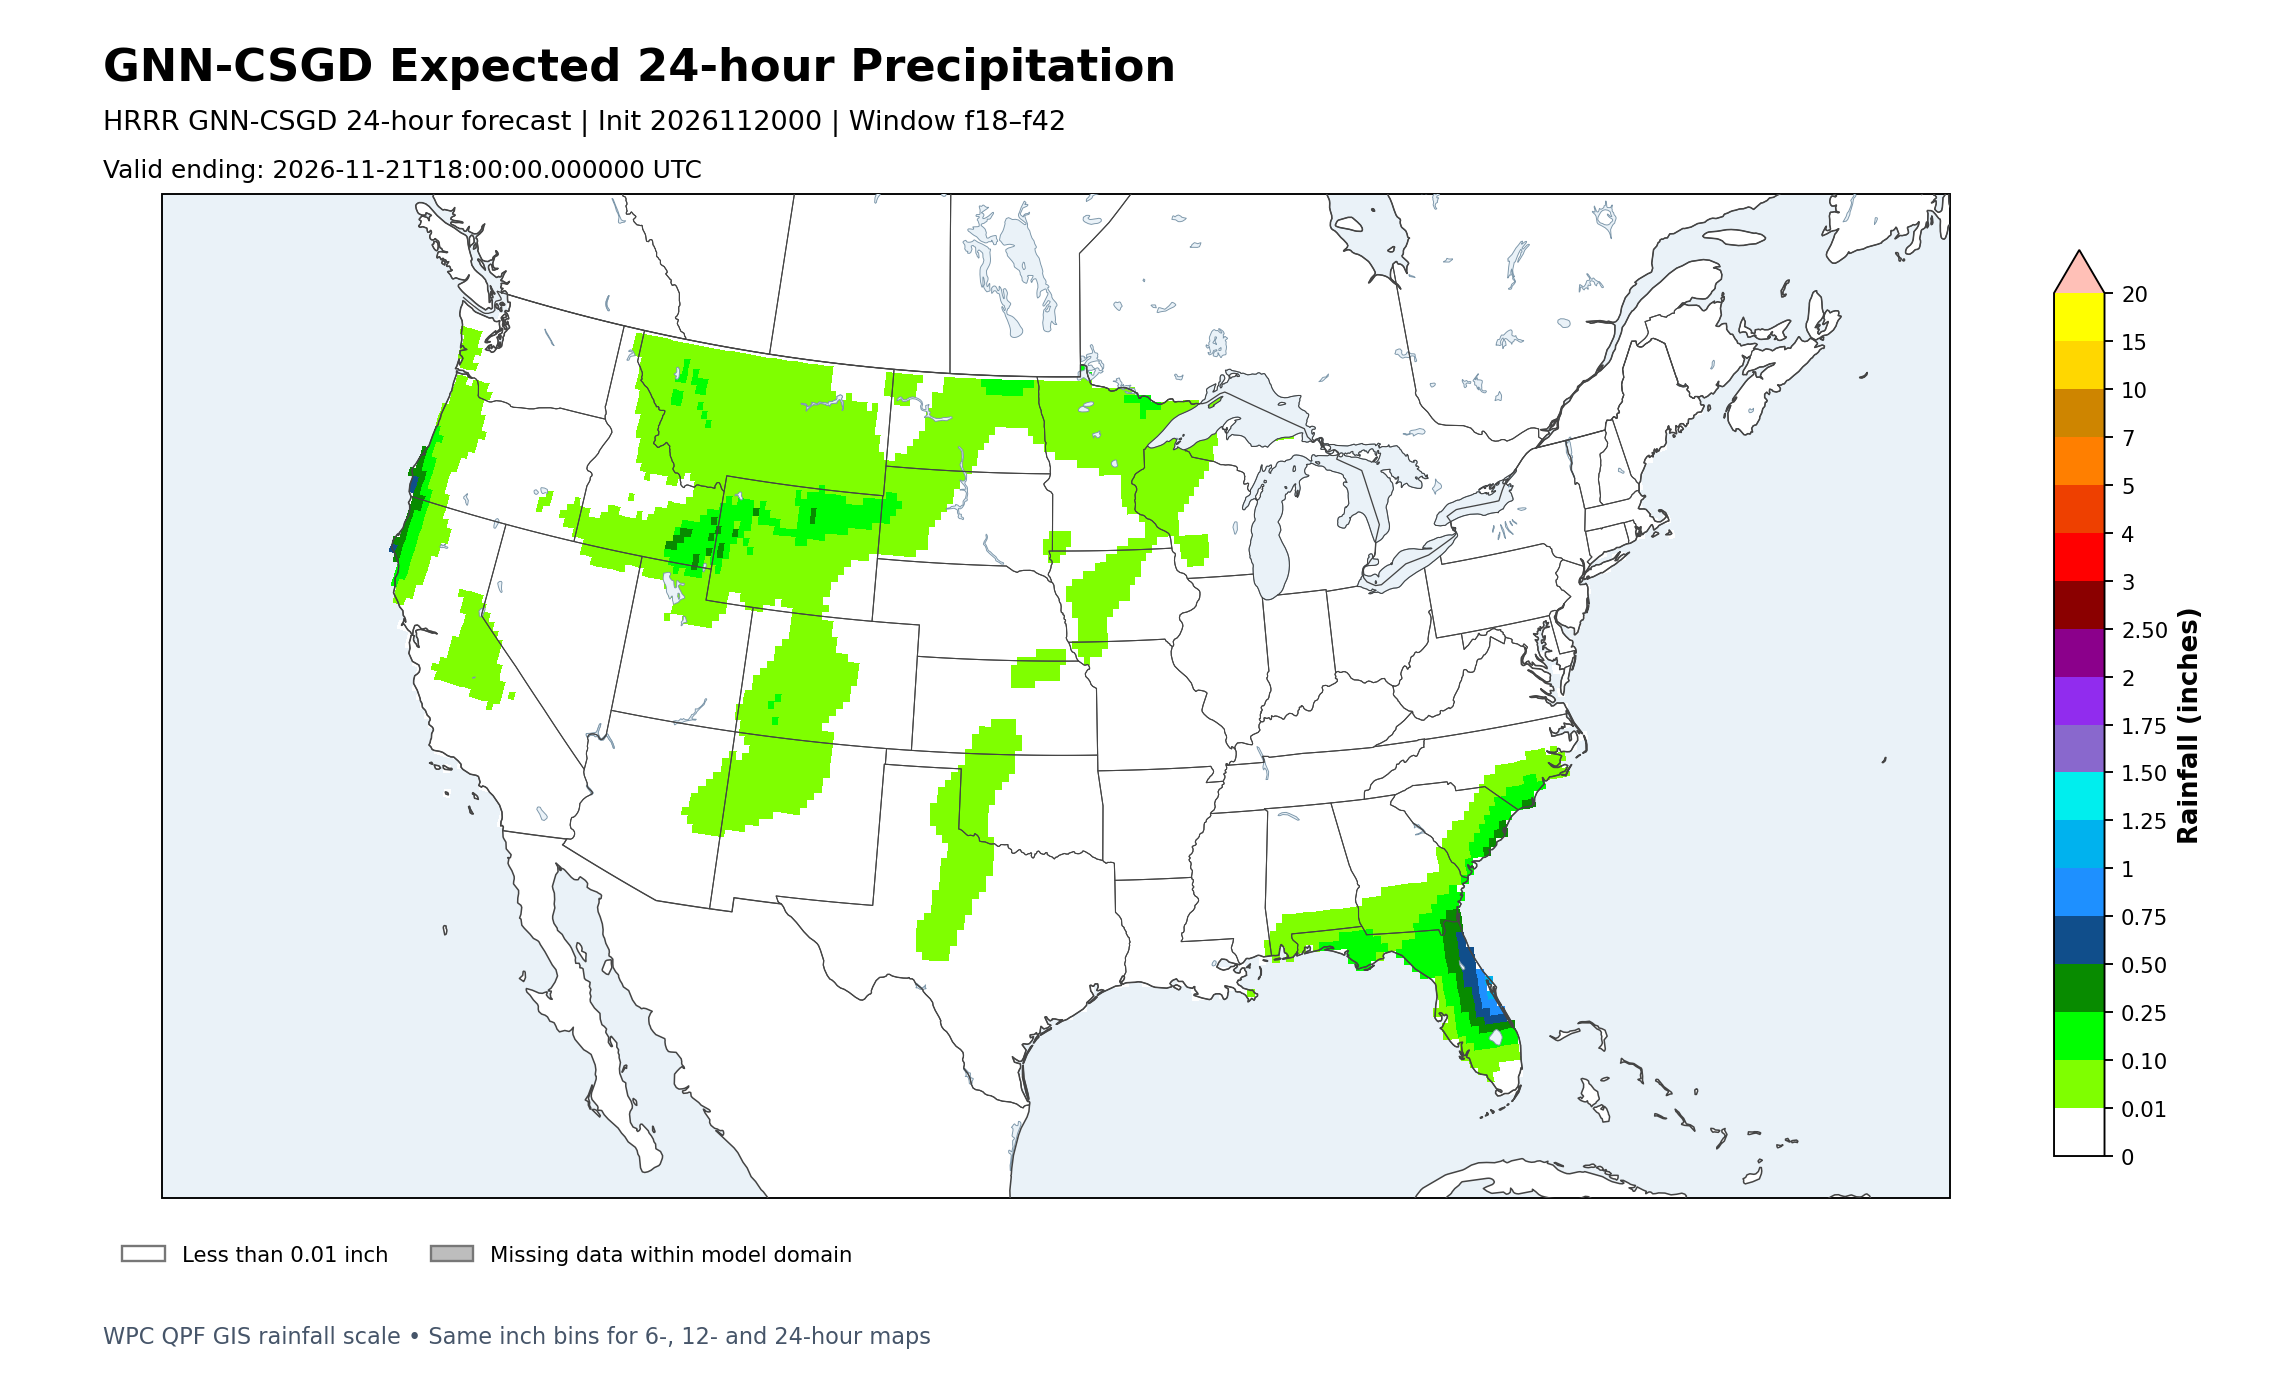 GNN-CSGD Expected 24-hour Precipitation
HRRR GNN-CSGD 24-hour forecast | Init 2026112000 | Window f18–f42
Valid ending: 2026-11-21T18:00:00.000000 UTC
20
15
10
7
5
4
3
2.50
2
1.75
1.50
1.25
1
0.75
0.50
0.25
0.10
0.01
0
Rainfall (inches)
Less than 0.01 inch
Missing data within model domain
WPC QPF GIS rainfall scale • Same inch bins for 6-, 12- and 24-hour maps